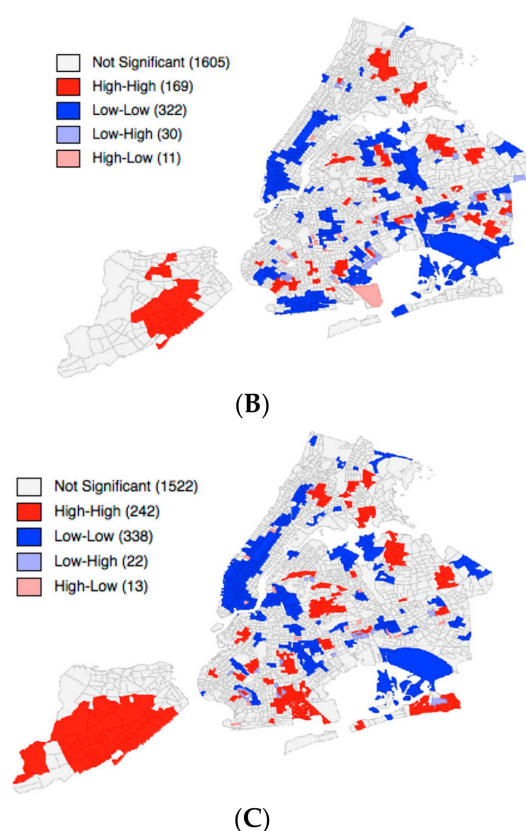 Not Significant (1605)
High-High (169)
Low-Low (322)
Low-High (30)
High-Low (11)
(B)
Not Significant (1522)
High-High (242)
Low-Low (338)
Low-High (22)
High-Low (13)
(C)